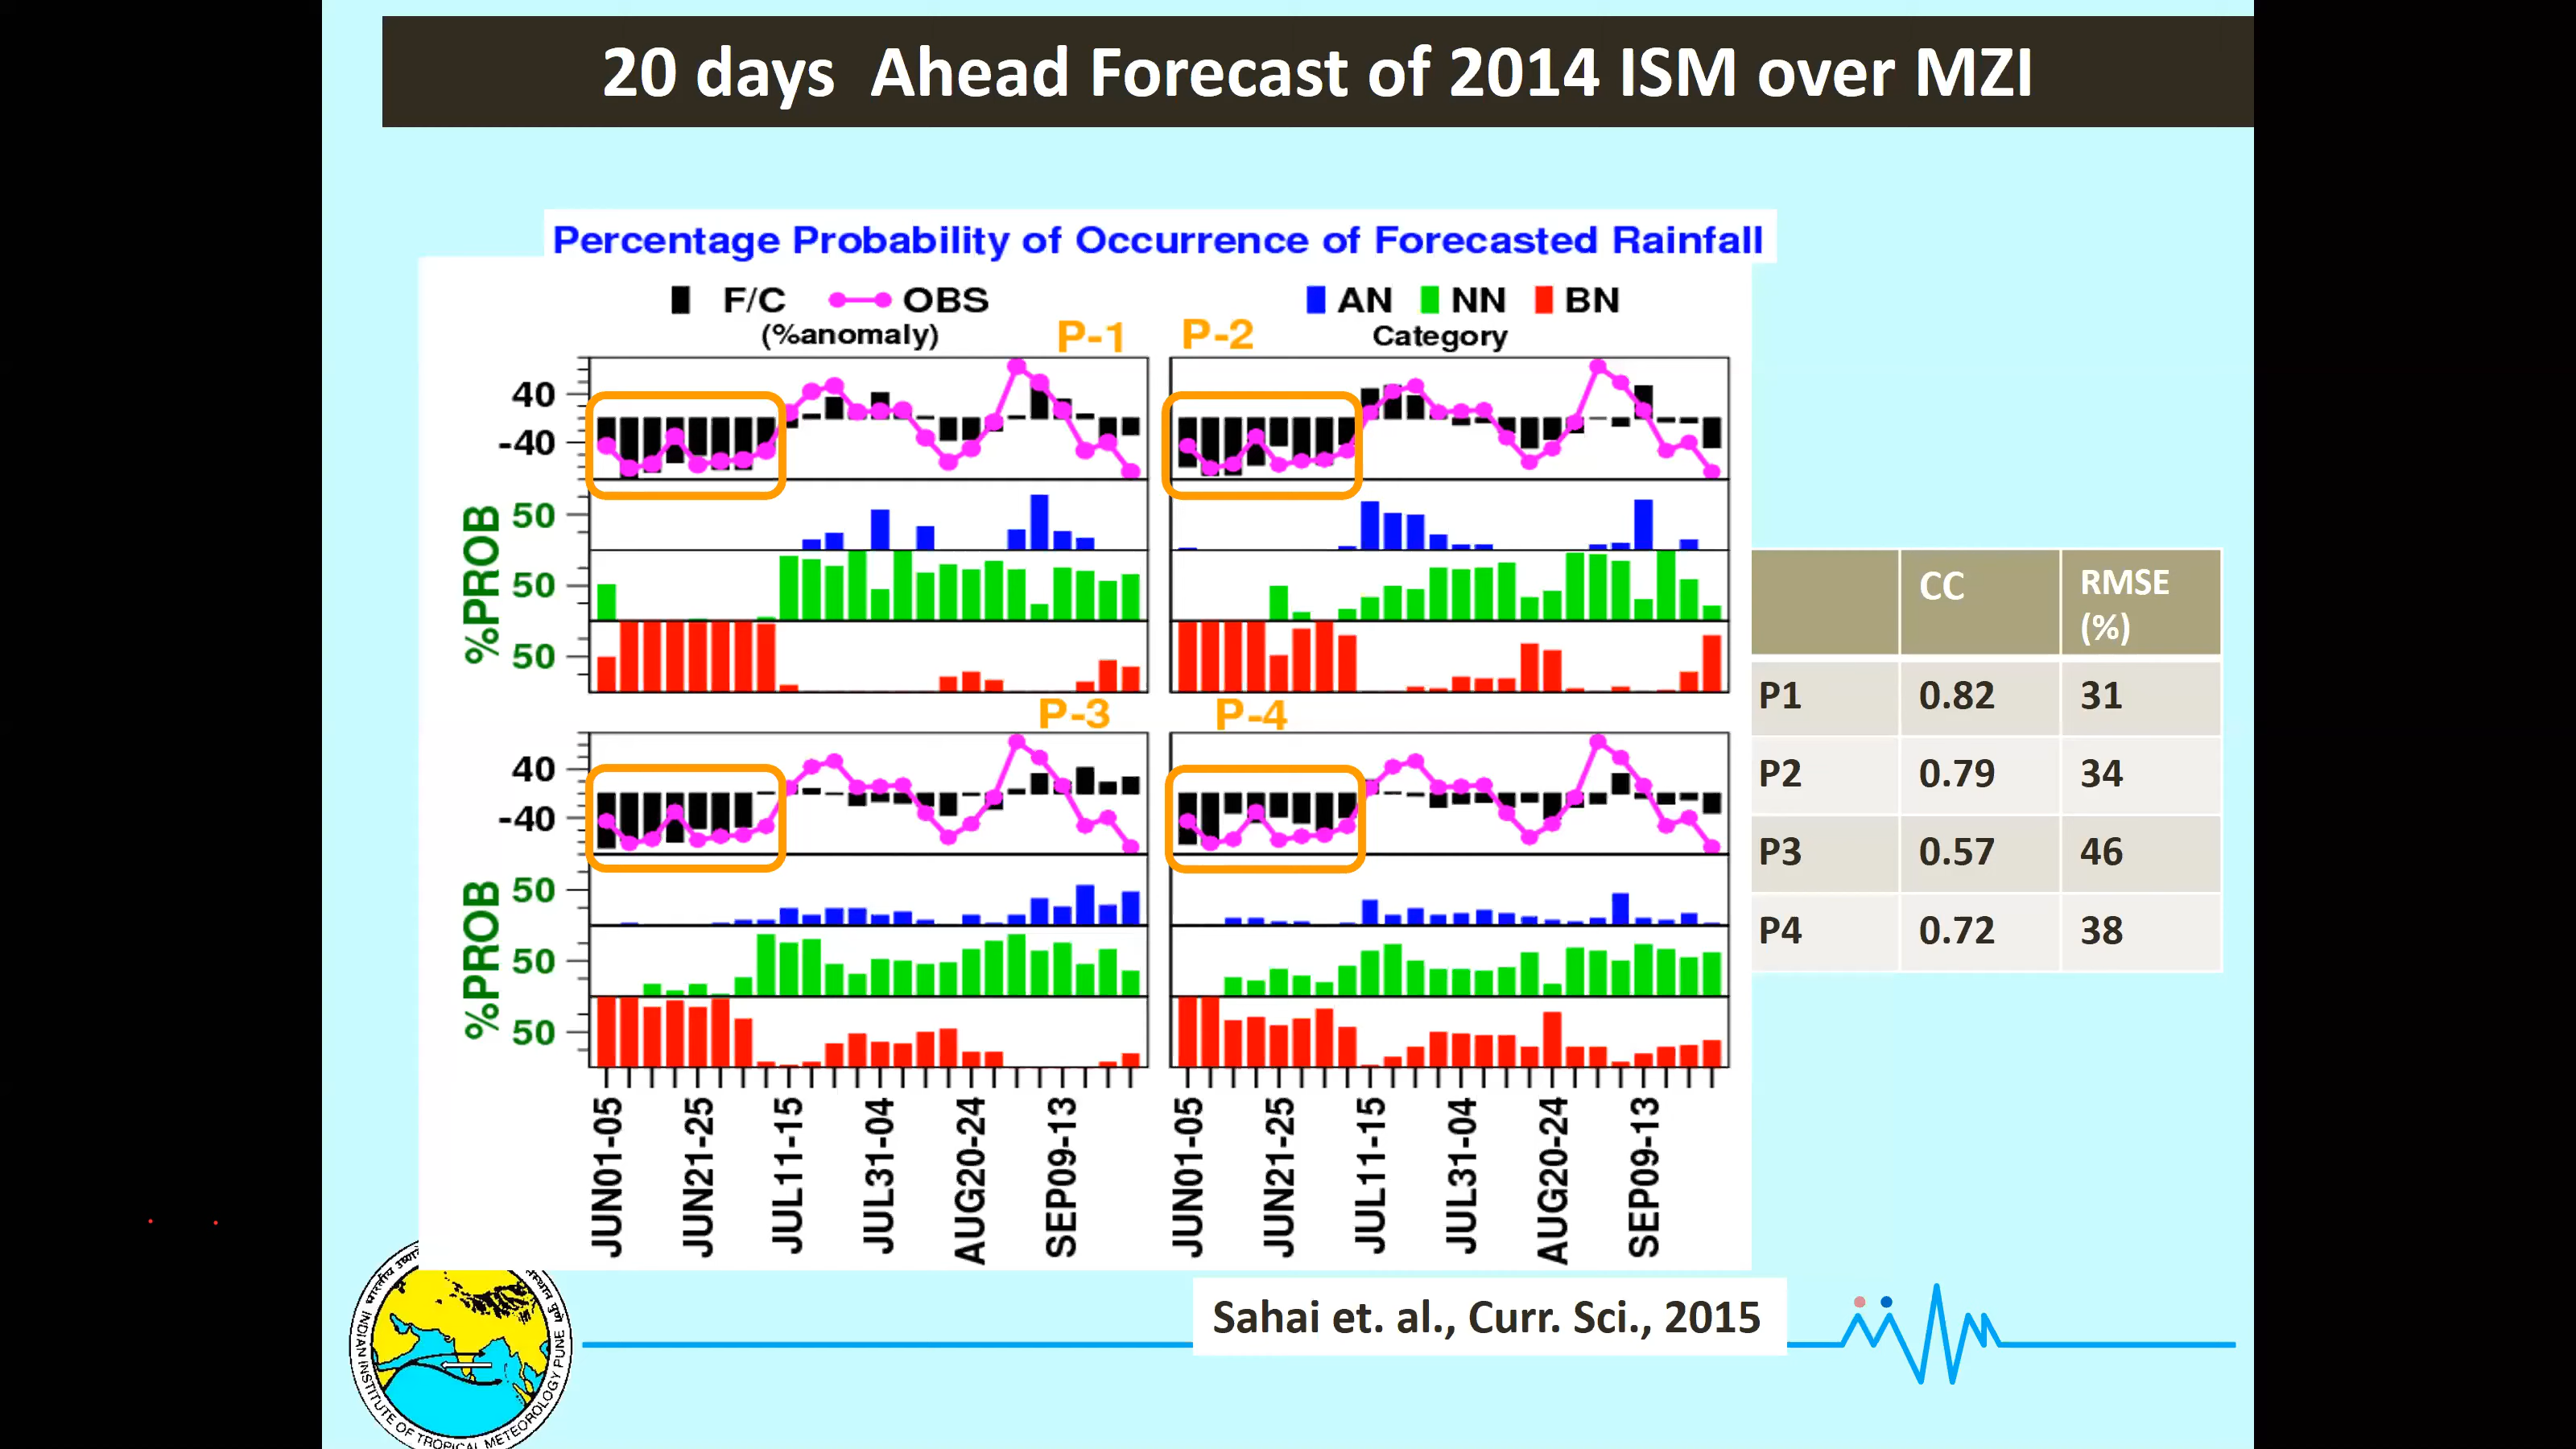 20 days  Ahead Forecast of 2014 ISM over MZI
Percentage Probability of Occurrence of Forecasted Rainfall
F/C OBS
(%anomaly)
AN NN BN
Category
P-1
P-2
40
-40
%PROB
50
50
50
P-3
P-4
40
-40
%PROB
50
50
50
JUN01-05
JUN21-25
JUL11-15
JUL31-04
AUG20-24
SEP09-13
JUN01-05
JUN21-25
JUL11-15
JUL31-04
AUG20-24
SEP09-13
CC RMSE (%)
P1 0.82 31
P2 0.79 34
P3 0.57 46
P4 0.72 38
Sahai et. al., Curr. Sci., 2015
INDIAN INSTITUTE OF TROPICAL METEOROLOGY PUNE